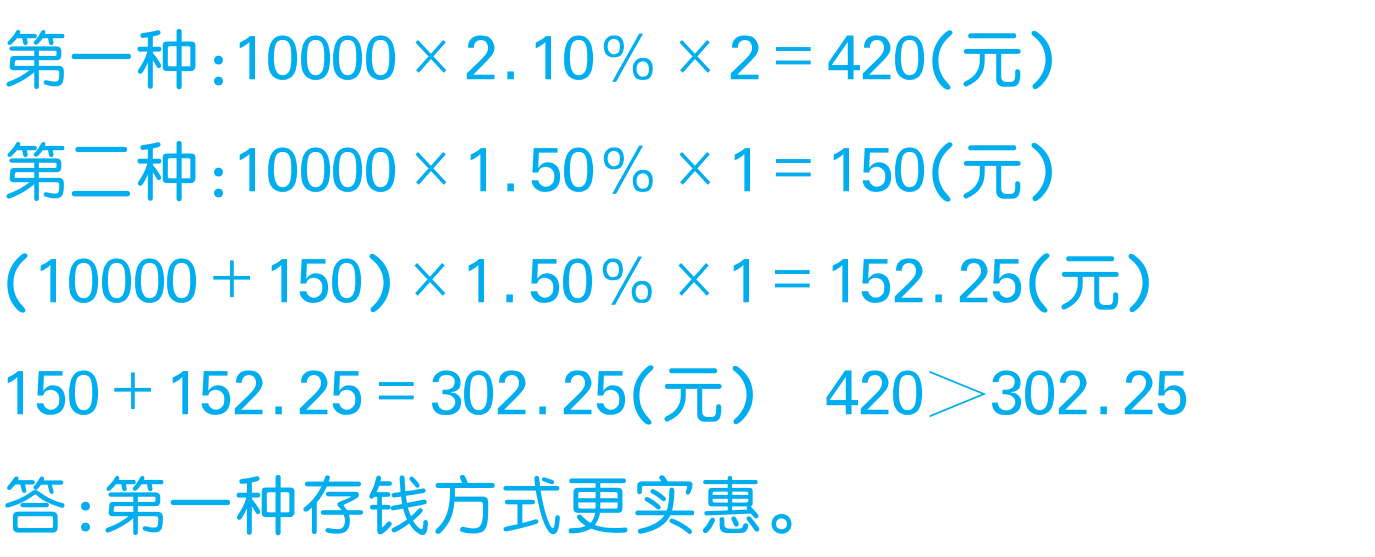 第一种:10000×2.10%×2=420(元)
第二种:10000×1.50%×1=150(元)
(10000+150)×1.50%×1=152.25(元)
150+152.25=302.25(元) 420>302.25
答:第一种存钱方式更实惠。